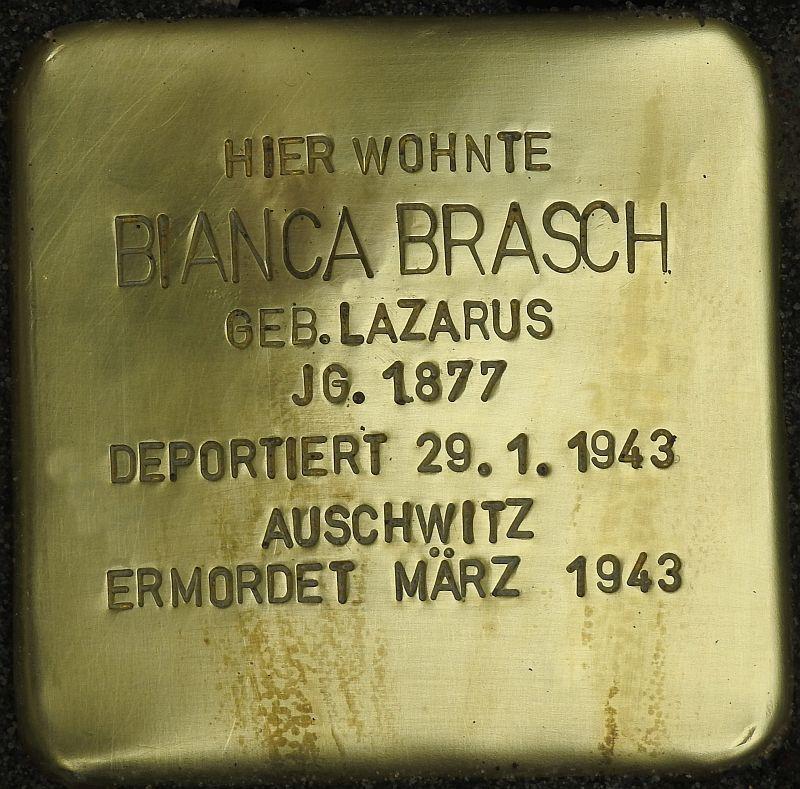 HIER WOHNTE
BIANCA BRASCH
GEB. LAZARUS
JG. 1877
DEPORTIERT 29.1.1943
AUSCHWITZ
ERMORDET MÄRZ 1943